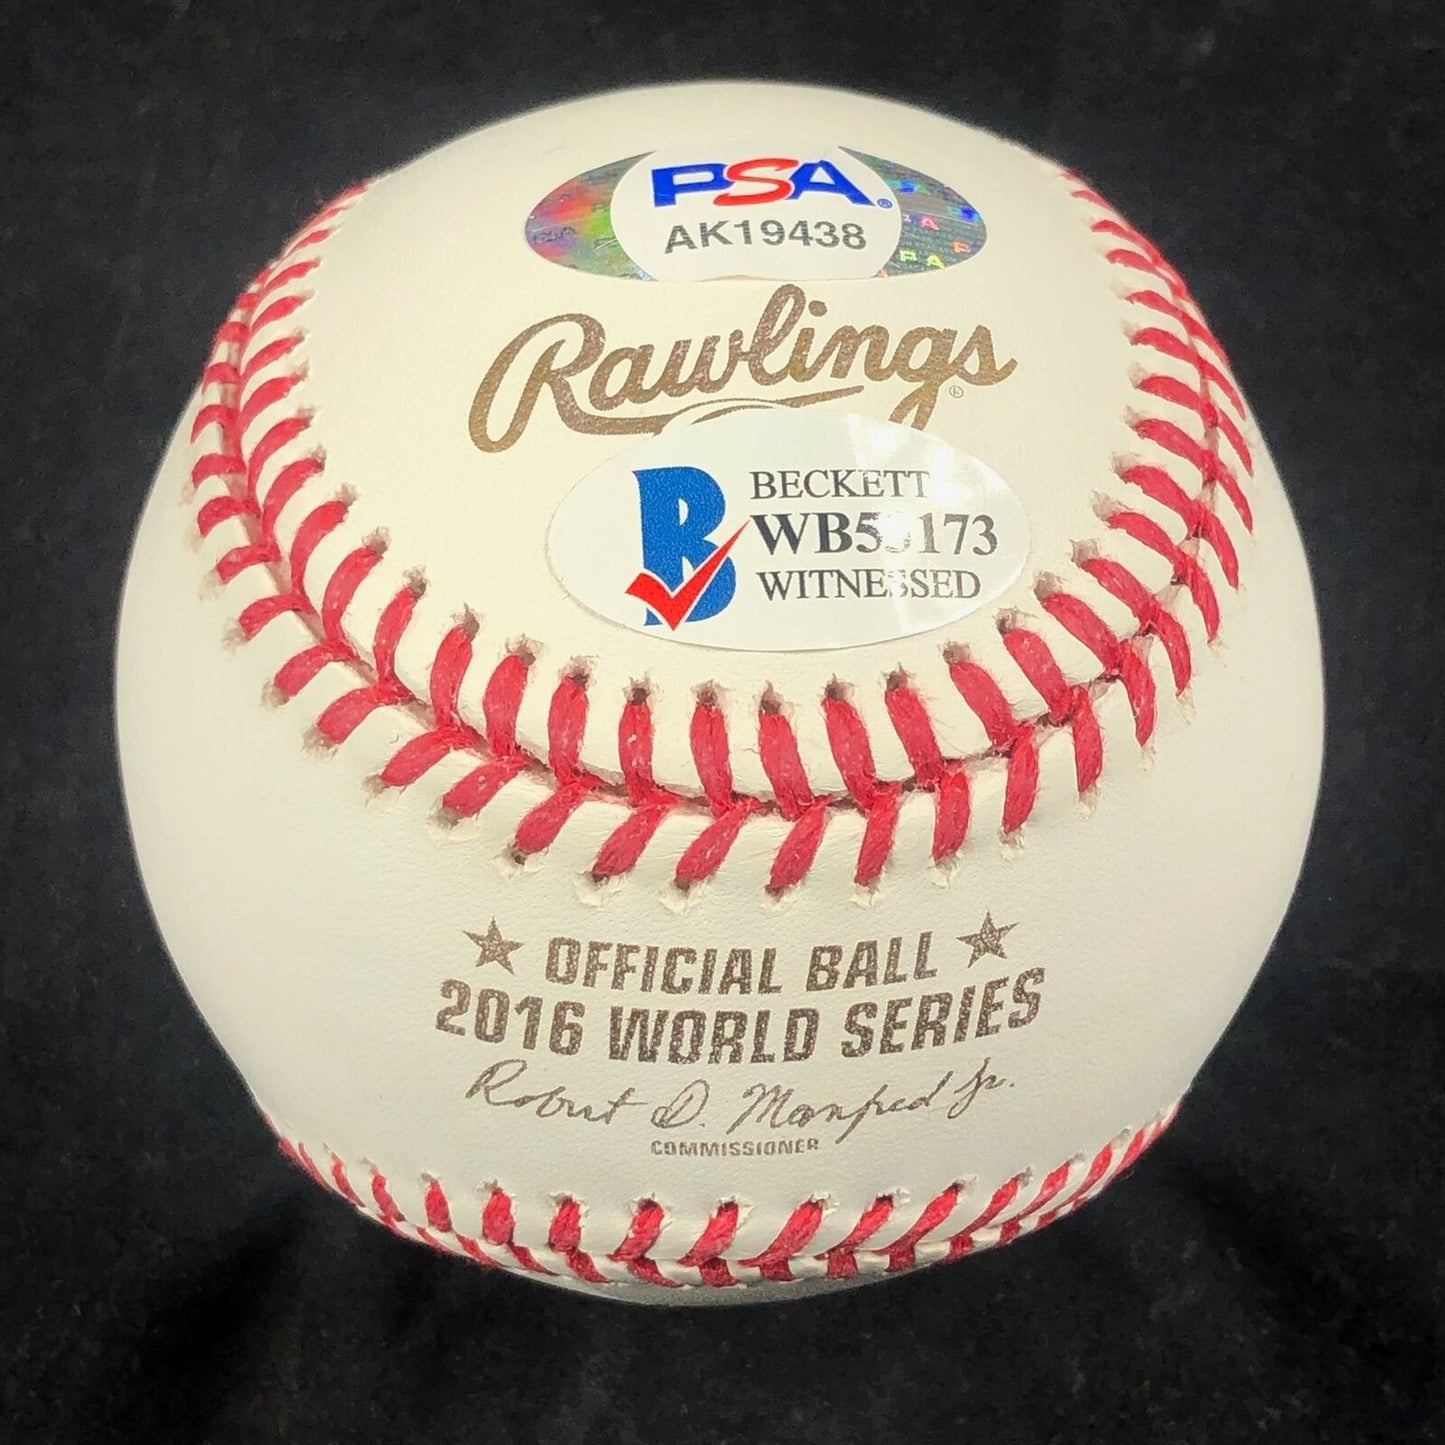 PSA®
AK19438
Rawlings®
BECKETT
WITNESSED
★ OFFICIAL BALL ★
2016 WORLD SERIES
Robert D. Manfred Jr.
COMMISSIONER